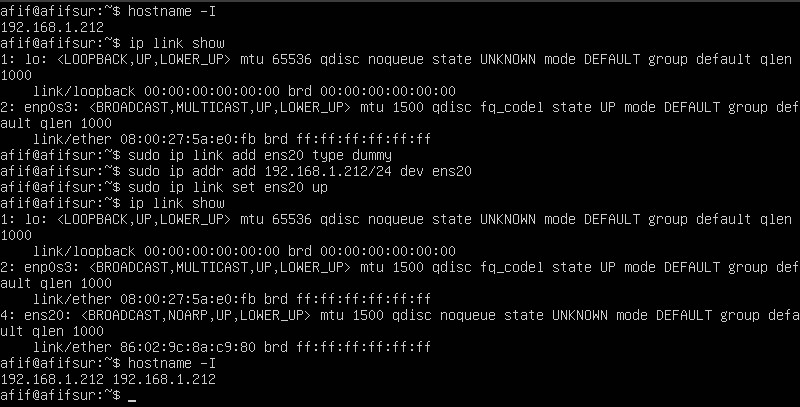 afif@afifsur:~$ hostname -I
192.168.1.212
afif@afifsur:~$ ip link show
1: lo: <LOOPBACK,UP,LOWER_UP> mtu 65536 qdisc noqueue state UNKNOWN mode DEFAULT group default qlen
1000
    link/loopback 00:00:00:00:00:00 brd 00:00:00:00:00:00
2: enp0s3: <BROADCAST,MULTICAST,UP,LOWER_UP> mtu 1500 qdisc fq_codel state UP mode DEFAULT group def
ault qlen 1000
    link/ether 08:00:27:5a:e0:fb brd ff:ff:ff:ff:ff:ff
afif@afifsur:~$ sudo ip link add ens20 type dummy
afif@afifsur:~$ sudo ip addr add 192.168.1.212/24 dev ens20
afif@afifsur:~$ sudo ip link set ens20 up
afif@afifsur:~$ ip link show
1: lo: <LOOPBACK,UP,LOWER_UP> mtu 65536 qdisc noqueue state UNKNOWN mode DEFAULT group default qlen
1000
    link/loopback 00:00:00:00:00:00 brd 00:00:00:00:00:00
2: enp0s3: <BROADCAST,MULTICAST,UP,LOWER_UP> mtu 1500 qdisc fq_codel state UP mode DEFAULT group def
ault qlen 1000
    link/ether 08:00:27:5a:e0:fb brd ff:ff:ff:ff:ff:ff
4: ens20: <BROADCAST,NOARP,UP,LOWER_UP> mtu 1500 qdisc noqueue state UNKNOWN mode DEFAULT group defa
ult qlen 1000
    link/ether 86:02:9c:8a:c9:80 brd ff:ff:ff:ff:ff:ff
afif@afifsur:~$ hostname -I
192.168.1.212 192.168.1.212
afif@afifsur:~$ _